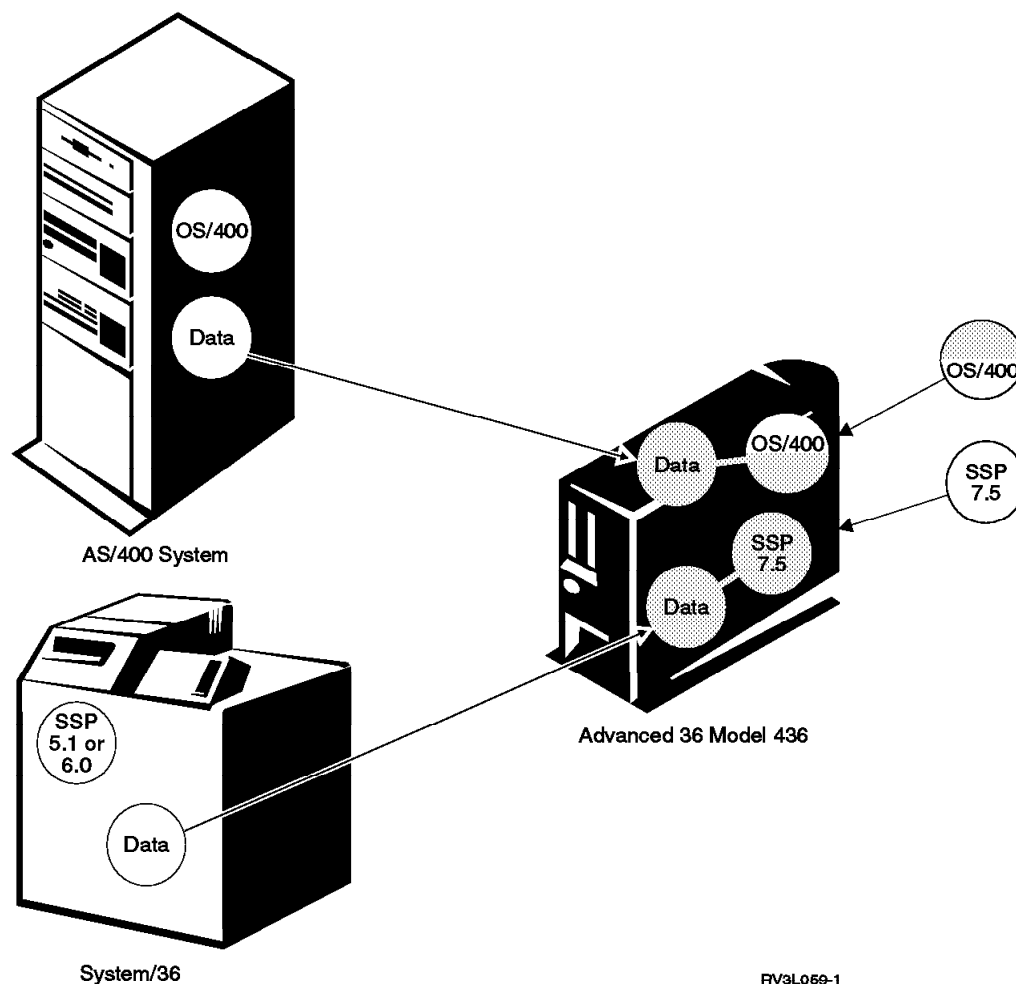 OS/400
Data
AS/400 System
OS/400
Data
OS/400
SSP
7.5
SSP
7.5
Data
Advanced 36 Model 436
SSP
5.1 or
6.0
Data
System/36
RV3L059-1